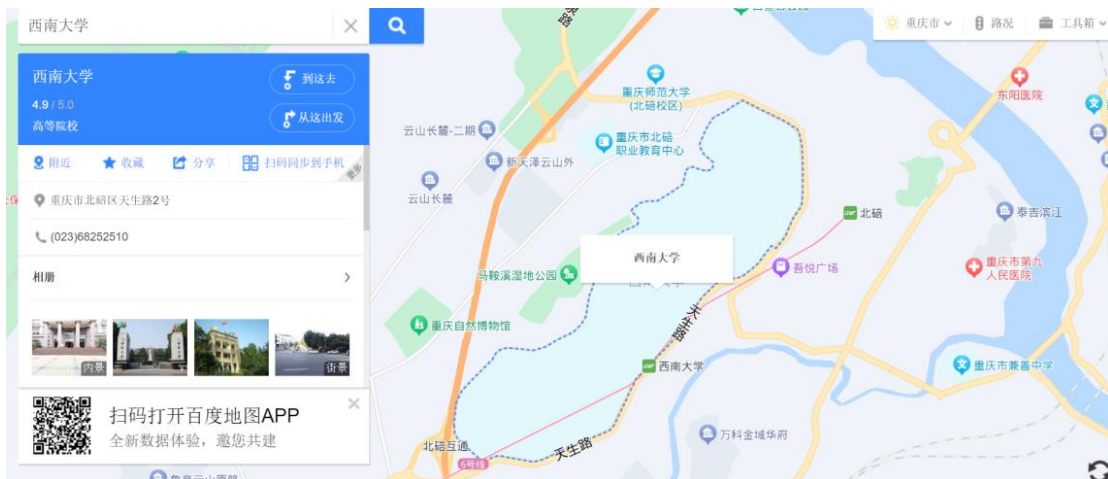 西南大学
重庆市
路况
工具箱
西南大学
4.9 / 5.0
高等院校
到这去
从这出发
附近
收藏
分享
扫码同步到手机
重庆市北碚区天生路2号
(023)68252510
相册
内景
街景
扫码打开百度地图APP
全新数据体验，邀您共建
重庆师范大学
(北碚校区)
东阳医院
云山长麓-二期
重庆市北碚
职业教育中心
新天泽云山外
云山长麓
北碚
泰吉滨江
西南大学
马鞍溪湿地公园
吾悦广场
重庆市第九
人民医院
重庆自然博物馆
天生路
西南大学
重庆市兼善中学
万科金域华府
北碚互通
天生路
6号线